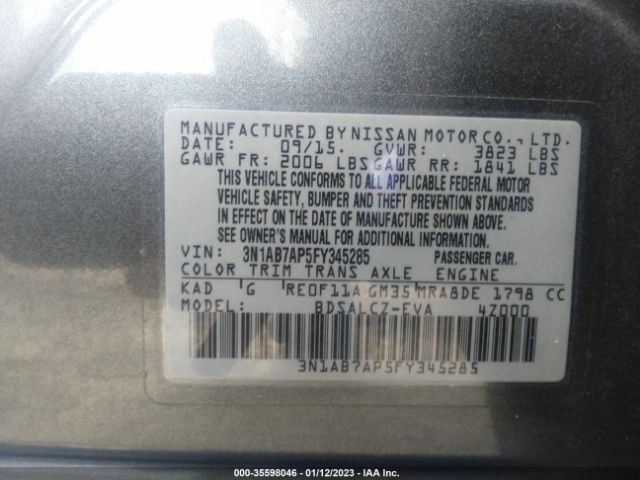 MANUFACTURED BY NISSAN MOTOR CO., LTD.
DATE: 09/15. GVWR: 3823 LBS
GAWR FR: 2006 LBS GAWR RR: 1841 LBS
THIS VEHICLE CONFORMS TO ALL APPLICABLE FEDERAL MOTOR
VEHICLE SAFETY, BUMPER AND THEFT PREVENTION STANDARDS
IN EFFECT ON THE DATE OF MANUFACTURE SHOWN ABOVE.
SEE OWNER'S MANUAL FOR ADDITIONAL INFORMATION.
VIN: 3N1AB7AP5FY345285 PASSENGER CAR.
COLOR TRIM TRANS AXLE ENGINE
KAD G RE0F11A GM35 MRA8DE 1798 CC
MODEL: BDSALCZ-EVA 4Z000
3N1AB7AP5FY345285
000-35598046 - 01/12/2023 - IAA Inc.